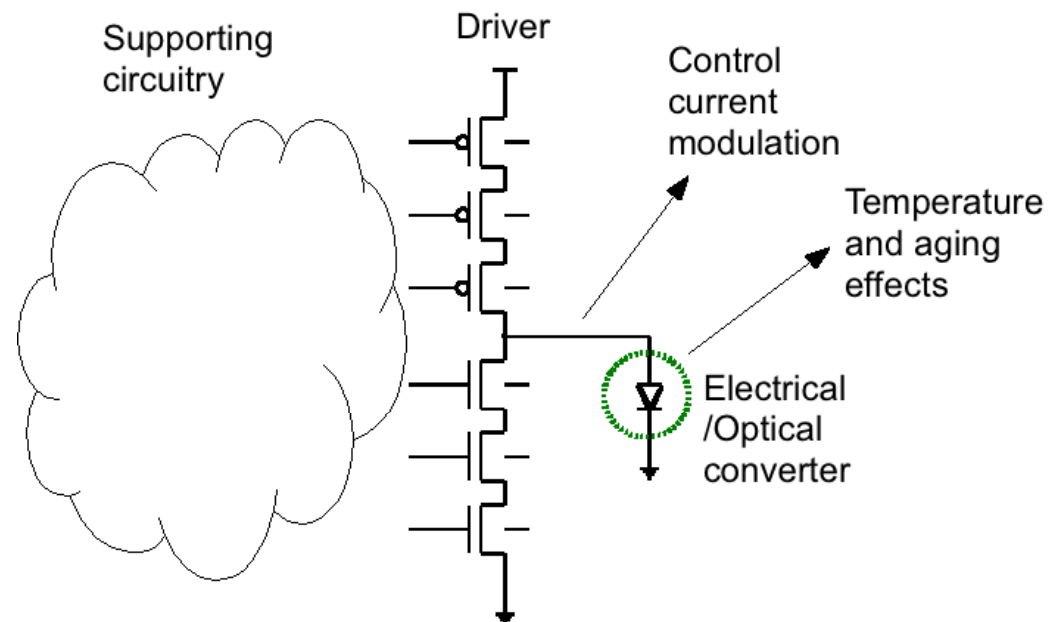 Supporting
circuitry
Driver
Control
current
modulation
Temperature
and aging
effects
Electrical
/Optical
converter